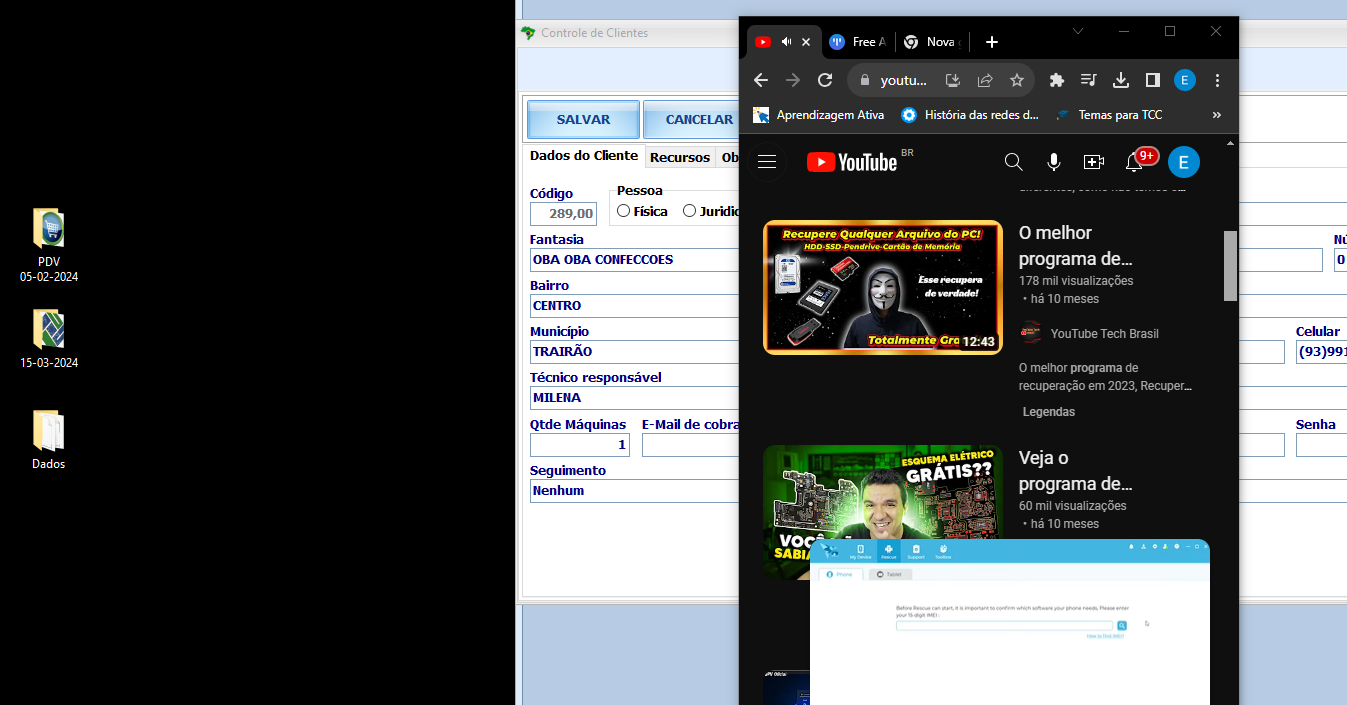 PDV
05-02-2024
15-03-2024
Dados
Controle de Clientes
SALVAR
CANCELAR
Dados do Cliente
Recursos
Ob
Código
Pessoa
289,00
Física
Juridic
Fantasia
OBA OBA CONFECCOES
Bairro
CENTRO
Município
TRAIRÃO
Técnico responsável
MILENA
Qtde Máquinas
E-Mail de cobra
1
Seguimento
Nenhum
Nú
0
Celular
(93)991
Senha
Free A
Nova g
youtu...
E
Aprendizagem Ativa
História das redes d...
Temas para TCC
»
YouTube
BR
9+
E
Recupere Qualquer Arquivo do PC!
HDD-SSD-Pendrive-Cartão de Memória
Esse recupera
de verdade!
Totalmente Gra
12:43
O melhor
programa de...
178 mil visualizações
• há 10 meses
YouTube Tech Brasil
O melhor programa de
recuperação em 2023, Recuper...
Legendas
ESQUEMA ELÉTRICO
GRÁTIS??
VOCÊ
SABIA
Veja o
programa de...
60 mil visualizações
• há 10 meses
My Device
Rescue
Support
Toolbox
Phone
Tablet
Before Rescue can start, it is important to confirm which software your phone needs, Please enter
your 15-digit IMEI:
How to find IMEI?